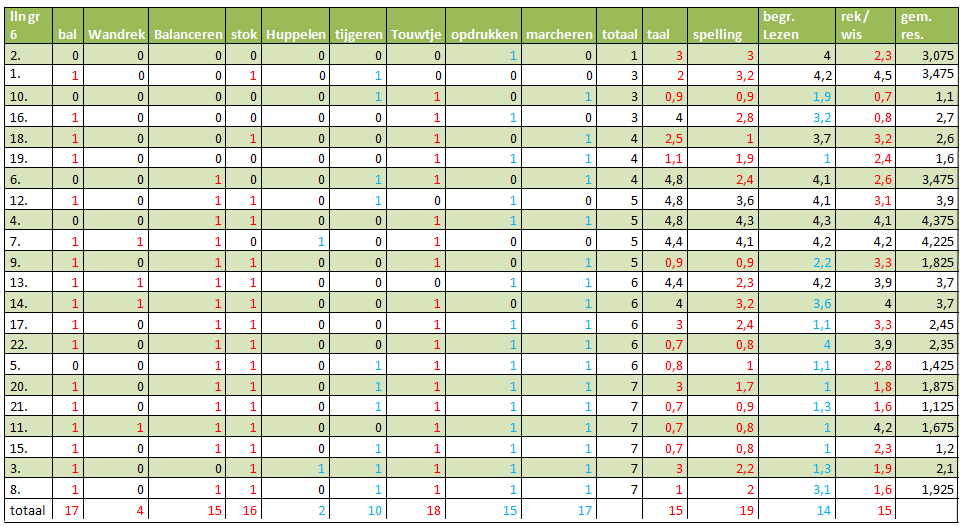 lln gr 6 bal Wandrek Balanceren stok Huppelen tijgeren Touwtje opdrukken marcheren totaal taal spelling begr. Lezen rek/ wis gem. res.
2. 0 0 0 0 0 0 0 1 0 1 3 3 4 2,3 3,075
1. 1 0 0 1 0 1 0 0 0 3 2 3,2 4,2 4,5 3,475
10. 0 0 0 0 0 1 1 0 1 3 0,9 0,9 1,9 0,7 1,1
16. 1 0 0 0 0 0 1 1 0 3 4 2,8 3,2 0,8 2,7
18. 1 0 0 1 0 0 1 0 1 4 2,5 1 3,7 3,2 2,6
19. 1 0 0 0 0 0 1 1 1 4 1,1 1,9 1 2,4 1,6
6. 0 0 1 0 0 1 1 0 1 4 4,8 2,4 4,1 2,6 3,475
12. 1 0 1 1 0 1 0 1 0 5 4,8 3,6 4,1 3,1 3,9
4. 0 0 1 1 0 0 1 1 1 5 4,8 4,3 4,3 4,1 4,375
7. 1 1 1 0 1 0 1 0 0 5 4,4 4,1 4,2 4,2 4,225
9. 1 0 1 1 0 0 1 0 1 5 0,9 0,9 2,2 3,3 1,825
13. 1 1 1 1 0 0 0 1 1 6 4,4 2,3 4,2 3,9 3,7
14. 1 1 1 1 0 0 1 0 1 6 4 3,2 3,6 4 3,7
17. 1 0 1 1 0 0 1 1 1 6 3 2,4 1,1 3,3 2,45
22. 1 0 1 1 0 0 1 1 1 6 0,7 0,8 4 3,9 2,35
5. 0 0 1 1 0 1 1 1 1 6 0,8 1 1,1 2,8 1,425
20. 1 0 1 1 0 1 1 1 1 7 3 1,7 1 1,8 1,875
21. 1 0 1 1 0 1 1 1 1 7 0,7 0,9 1,3 1,6 1,125
11. 1 1 1 1 0 0 1 1 1 7 0,7 0,8 1 4,2 1,675
15. 1 0 1 1 0 1 1 1 1 7 0,7 0,8 1 2,3 1,2
3. 1 0 0 1 1 1 1 1 1 7 3 2,2 1,3 1,9 2,1
8. 1 0 1 1 0 1 1 1 1 7 1 2 3,1 1,6 1,925
totaal 17 4 15 16 2 10 18 15 17 15 19 14 15